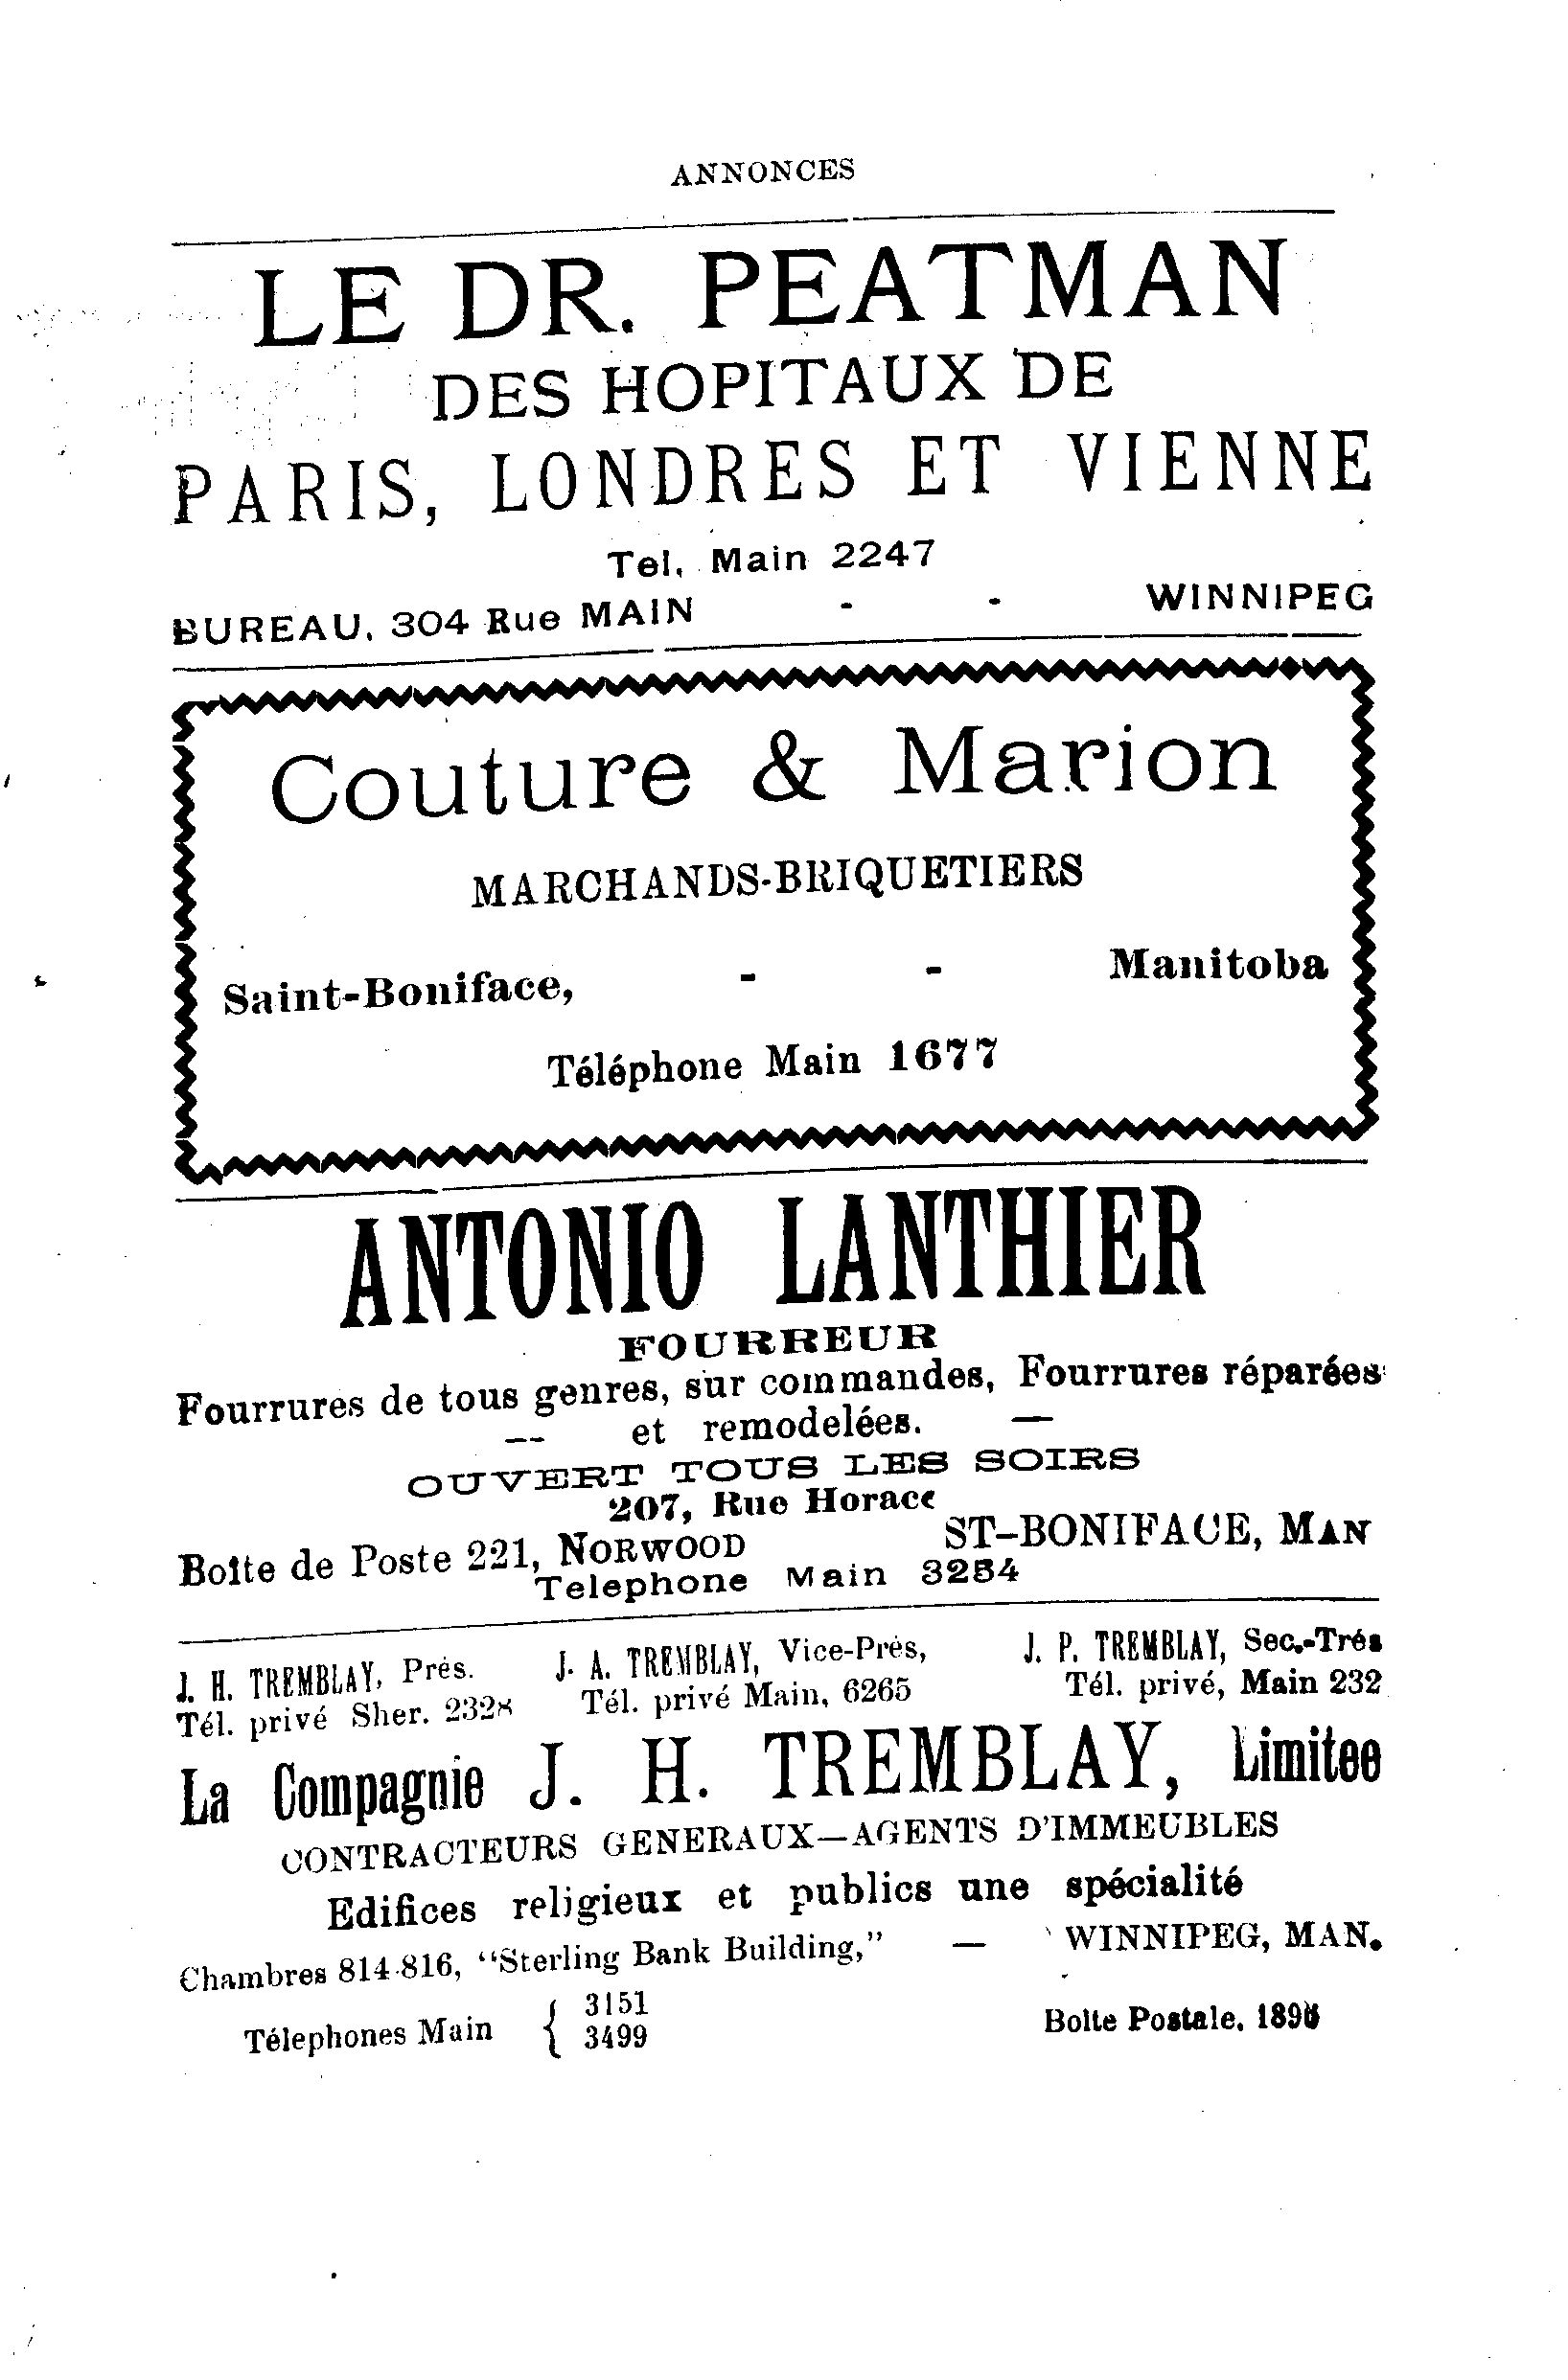 ANNONCES
LE DR. PEATMAN
DES HOPITAUX DE
PARIS, LONDRES ET VIENNE
Tel, Main 2247
BUREAU, 304 Rue MAIN - - WINNIPEG
Couture & Marion
MARCHANDS-BRIQUETIERS
Saint-Boniface, - - Manitoba
Téléphone Main 1677
ANTONIO LANTHIER
FOURREUR
Fourrures de tous genres, sur commandes, Fourrures réparées
-- et remodelées. —
OUVERT TOUS LES SOIRS
207, Rue Horace
Boîte de Poste 221, NORWOOD ST-BONIFACE, MAN
Telephone Main 3254
J. H. TREMBLAY, Prés. J. A. TREMBLAY, Vice-Près, J. P. TREMBLAY, Sec.-Trés
Tél. privé Sher. 2328 Tél. privé Main, 6265 Tél. privé, Main 232
La Compagnie J. H. TREMBLAY, Limitee
CONTRACTEURS GENERAUX—AGENTS D'IMMEUBLES
Edifices religieux et publics une spécialité
Chambres 814-816, "Sterling Bank Building," — WINNIPEG, MAN.
Télephones Main { 3151
3499
Boîte Postale.